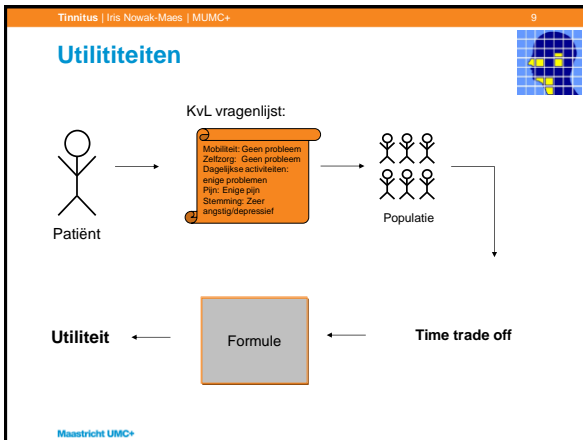 Tinnitus | Iris Nowak-Maes | MUMC+ 9
Utilititeiten
KvL vragenlijst:
Mobiliteit: Geen probleem
Zelfzorg: Geen probleem
Dagelijkse activiteiten:
enige problemen
Pijn: Enige pijn
Stemming: Zeer
angstig/depressief
Patiënt
Populatie
Utiliteit
Formule
Time trade off
Maastricht UMC+